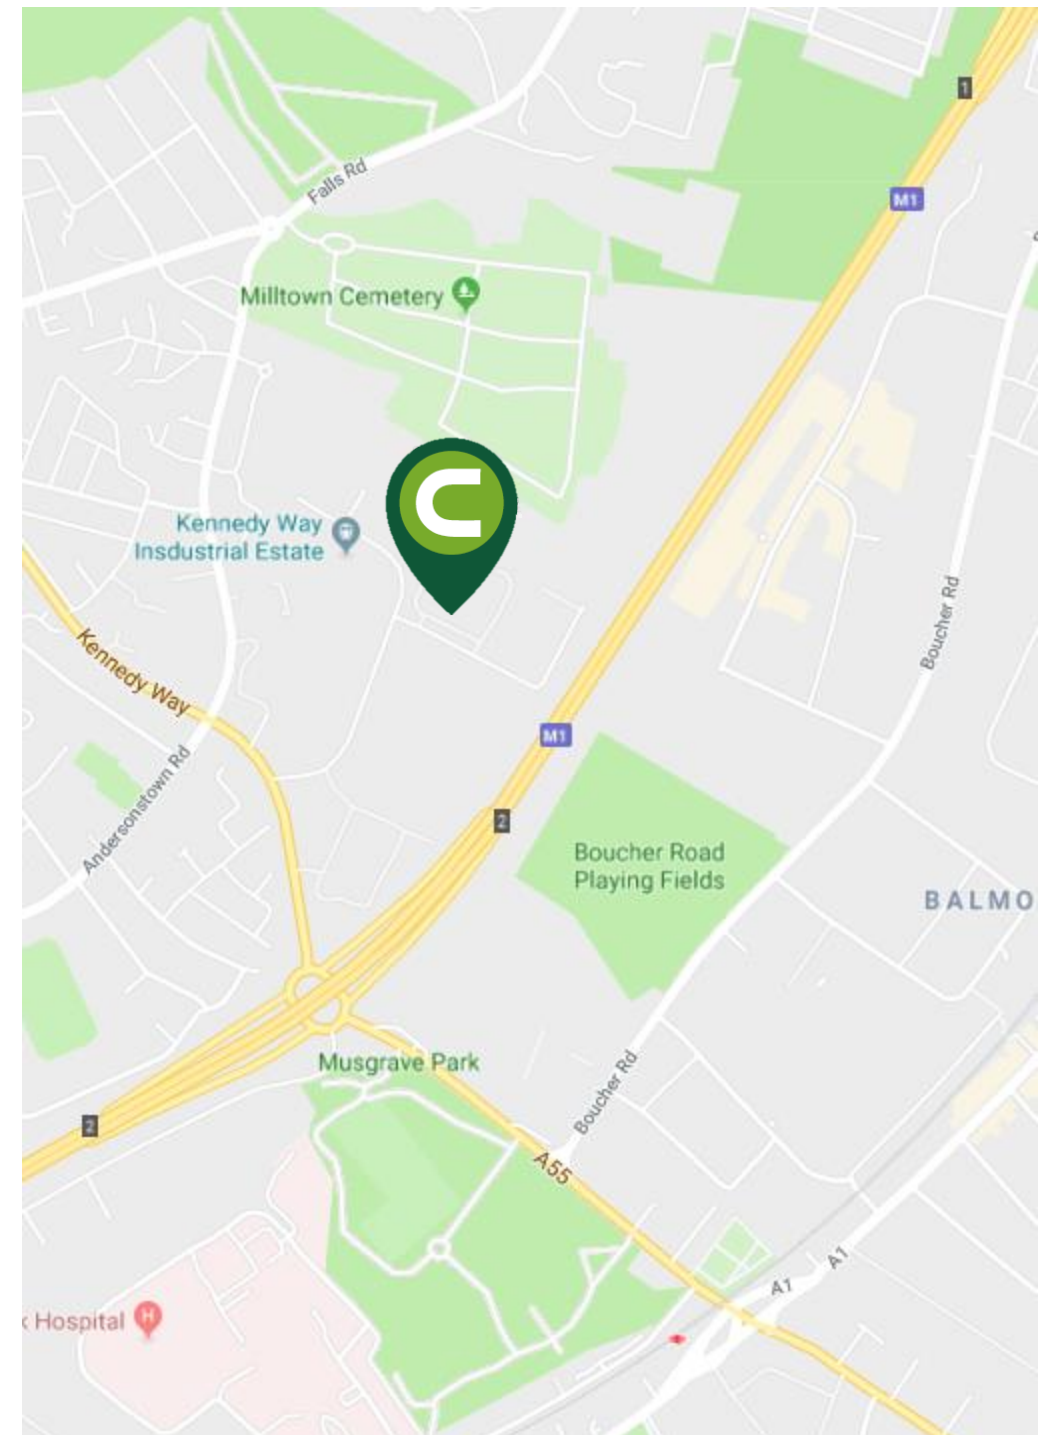 1
M1
Falls Rd
Milltown Cemetery
C
Kennedy Way
Insdustrial Estate
Boucher Rd
Kennedy Way
M1
Andersonstown Rd
2
Boucher Road
Playing Fields
BALMO
Musgrave Park
Boucher Rd
2
A55
A1
A1
Hospital
H